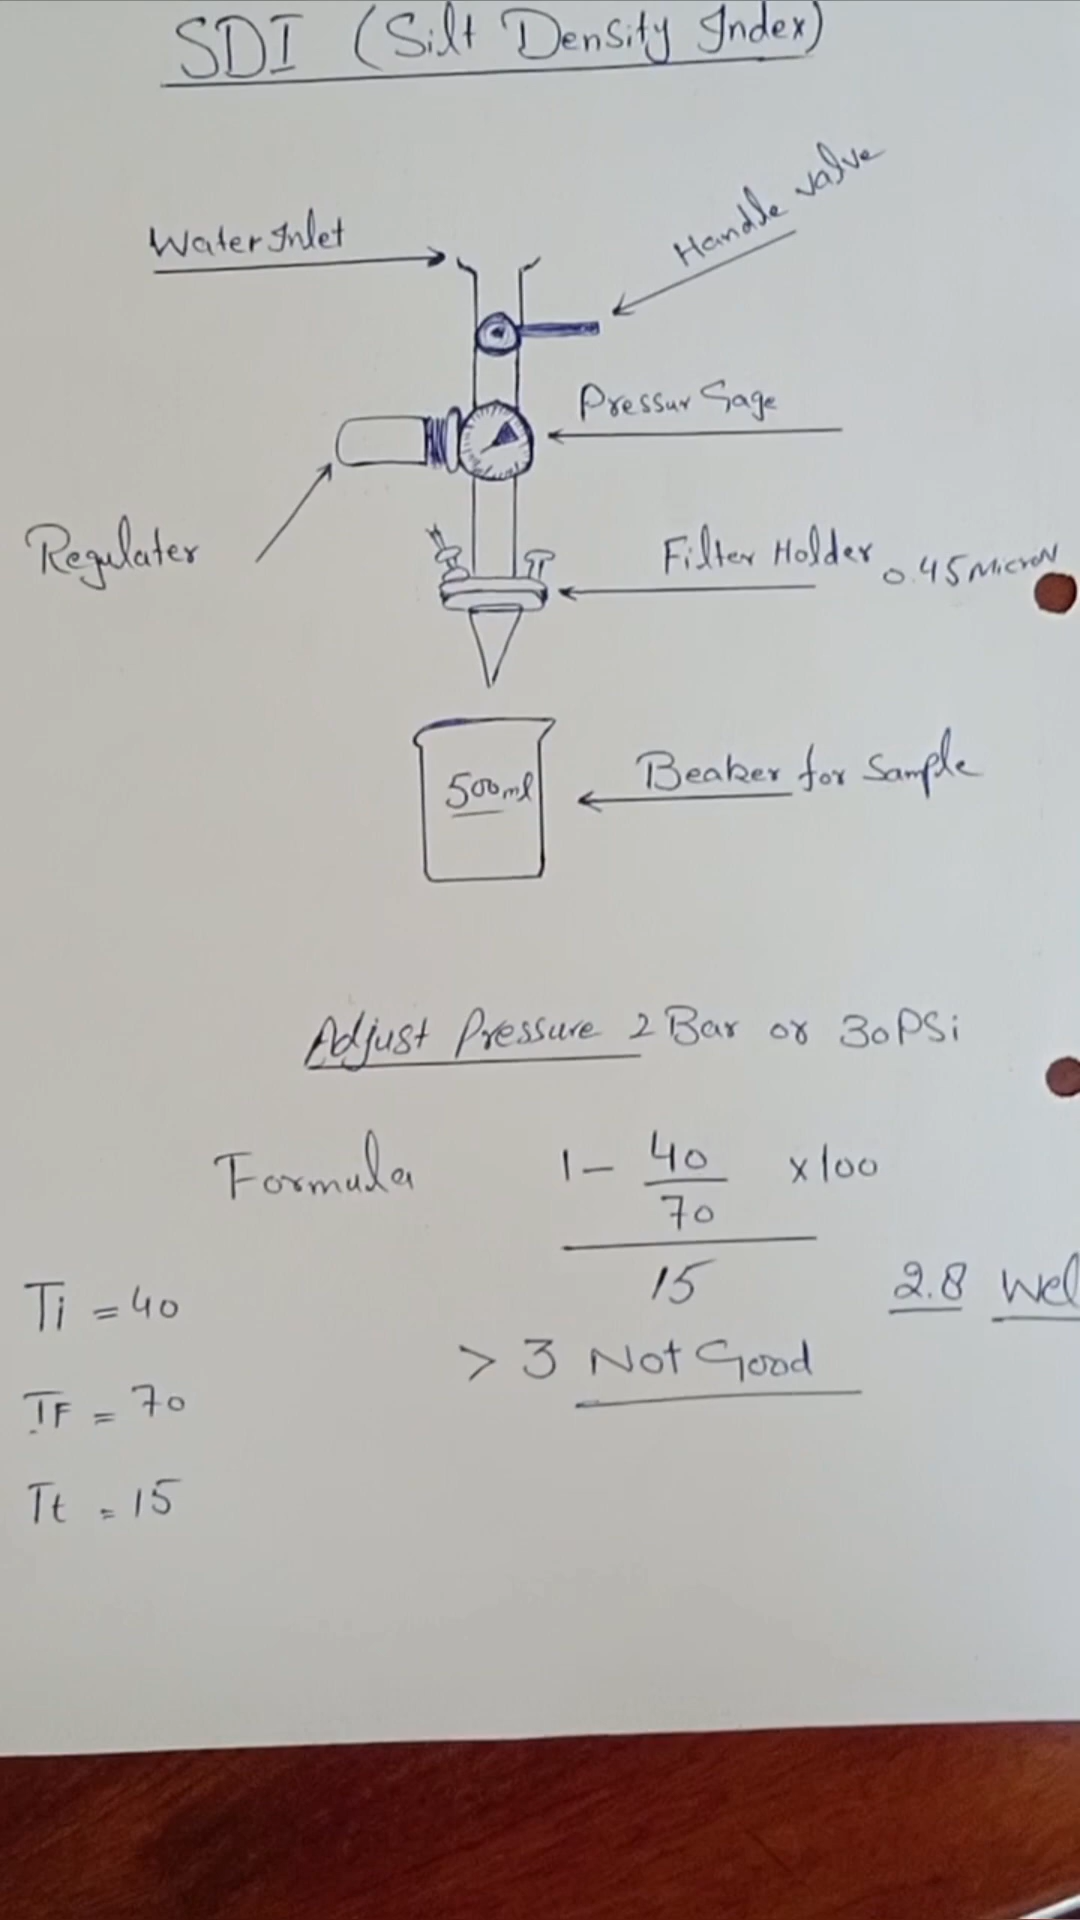 SDI (Silt Density Index)
Handle valve
Water Inlet
Pressur Gage
Regulater
Filter Holder 0.45 Micron
500ml
Beaker for Sample
Adjust Pressure 2 Bar or 30 PSi
Formula
1 - 40/70 x100
15
2.8 Wel
Ti = 40
> 3 Not Good
TF = 70
Tt = 15